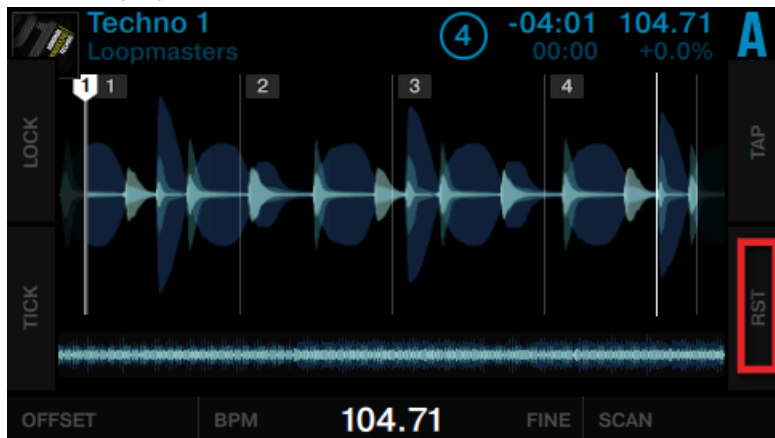 Techno 1
Loopmasters
4
-04:01
104.71
00:00
+0.0%
A
1
1
2
3
4
LOCK
TAP
TICK
RST
OFFSET
BPM
104.71
FINE
SCAN